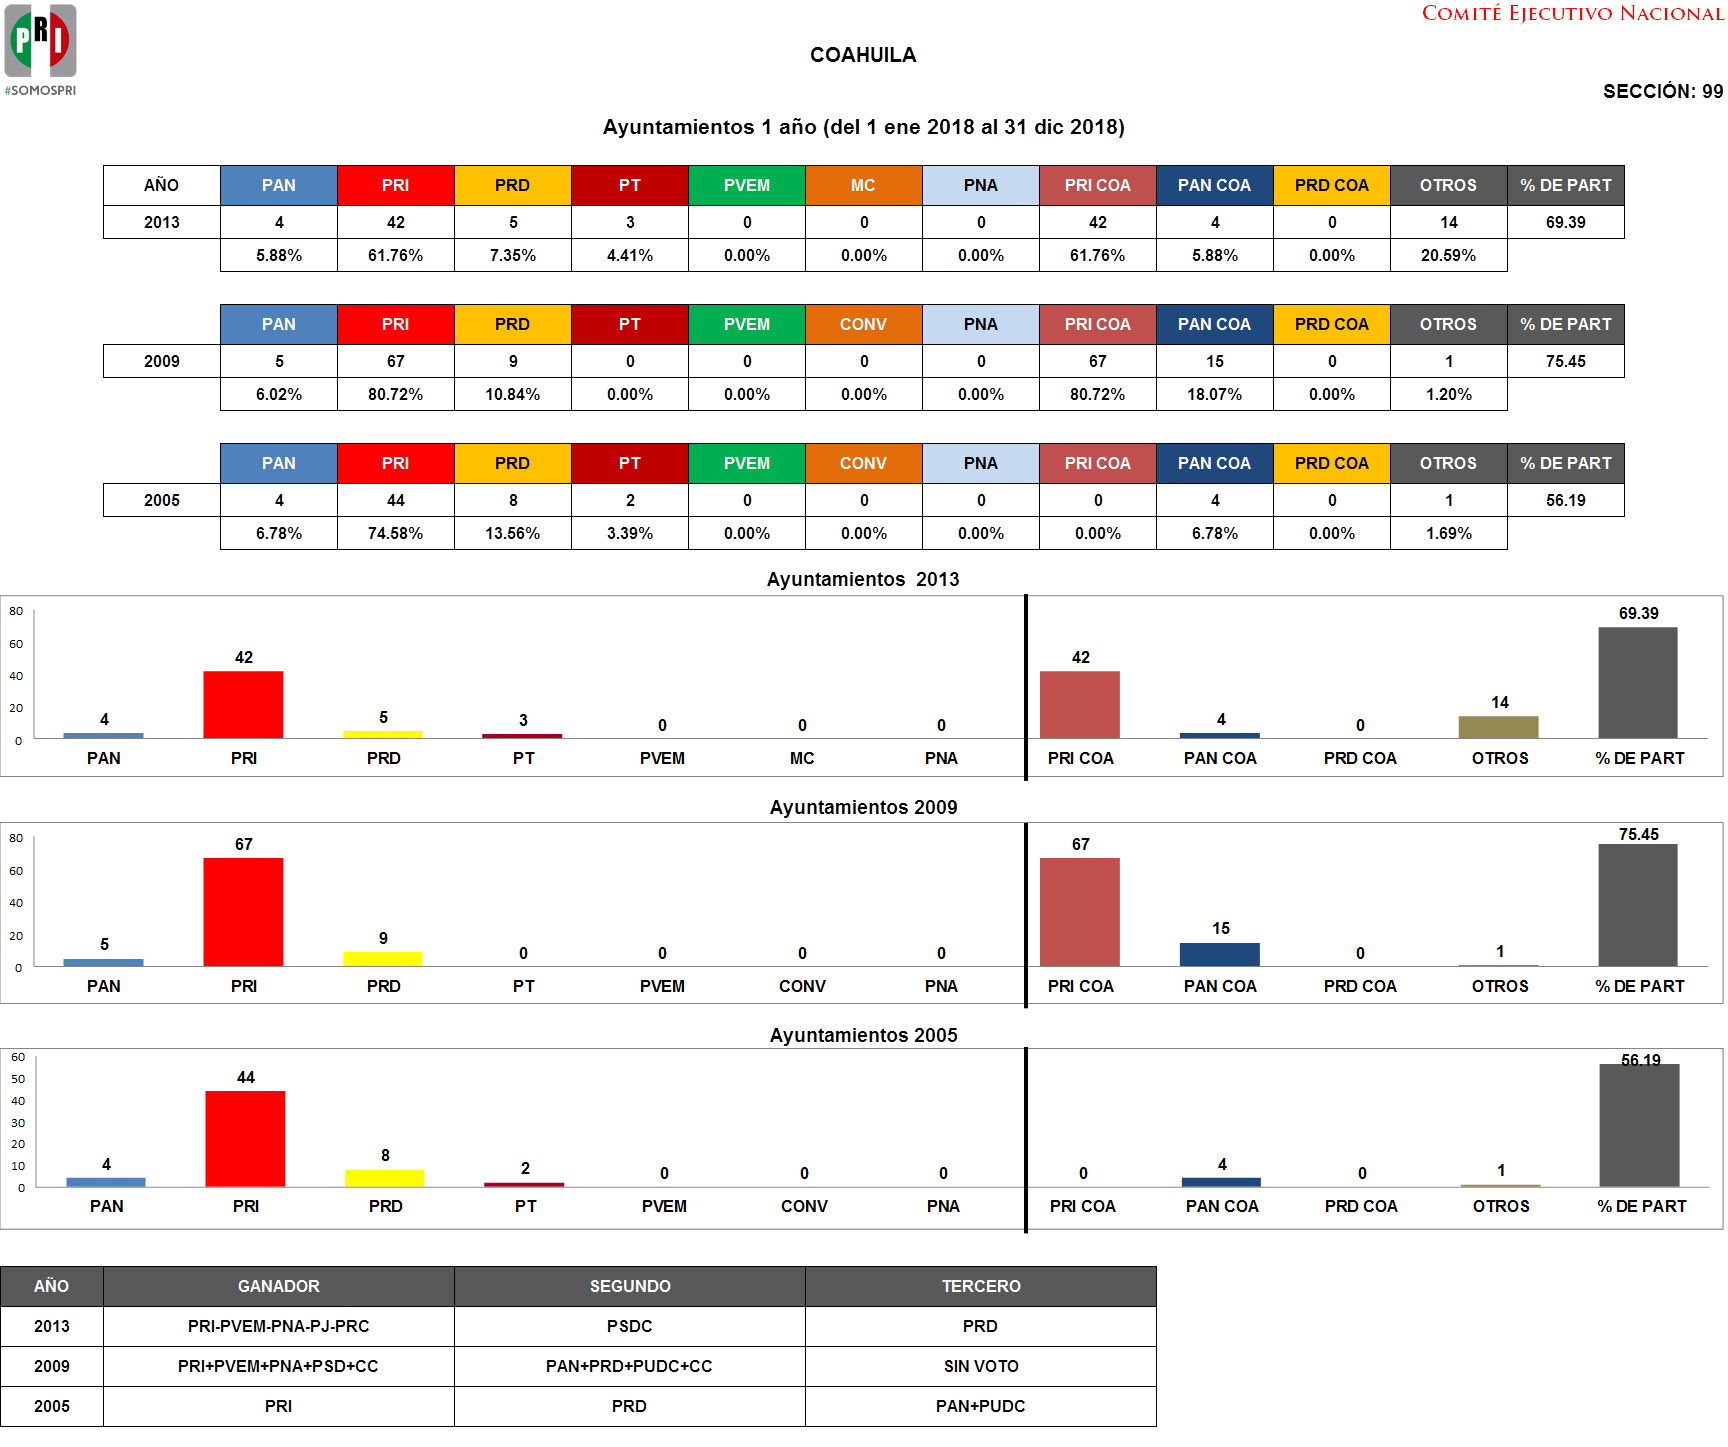 COMITÉ EJECUTIVO NACIONAL
PRI
#SOMOSPRI
COAHUILA
SECCIÓN: 99
Ayuntamientos 1 año (del 1 ene 2018 al 31 dic 2018)
AÑO PAN PRI PRD PT PVEM MC PNA PRI COA PAN COA PRD COA OTROS % DE PART
2013 4 42 5 3 0 0 0 42 4 0 14 69.39
5.88% 61.76% 7.35% 4.41% 0.00% 0.00% 0.00% 61.76% 5.88% 0.00% 20.59%
PAN PRI PRD PT PVEM CONV PNA PRI COA PAN COA PRD COA OTROS % DE PART
2009 5 67 9 0 0 0 0 67 15 0 1 75.45
6.02% 80.72% 10.84% 0.00% 0.00% 0.00% 0.00% 80.72% 18.07% 0.00% 1.20%
PAN PRI PRD PT PVEM CONV PNA PRI COA PAN COA PRD COA OTROS % DE PART
2005 4 44 8 2 0 0 0 0 4 0 1 56.19
6.78% 74.58% 13.56% 3.39% 0.00% 0.00% 0.00% 0.00% 6.78% 0.00% 1.69%
Ayuntamientos 2013
80
60
40
20
0
4 42 5 3 0 0 0 42 4 0 14 69.39
PAN PRI PRD PT PVEM MC PNA PRI COA PAN COA PRD COA OTROS % DE PART
Ayuntamientos 2009
80
60
40
20
0
5 67 9 0 0 0 0 67 15 0 1 75.45
PAN PRI PRD PT PVEM CONV PNA PRI COA PAN COA PRD COA OTROS % DE PART
Ayuntamientos 2005
60
50
40
30
20
10
0
4 44 8 2 0 0 0 0 4 0 1 56.19
PAN PRI PRD PT PVEM CONV PNA PRI COA PAN COA PRD COA OTROS % DE PART
AÑO GANADOR SEGUNDO TERCERO
2013 PRI-PVEM-PNA-PJ-PRC PSDC PRD
2009 PRI+PVEM+PNA+PSD+CC PAN+PRD+PUDC+CC SIN VOTO
2005 PRI PRD PAN+PUDC